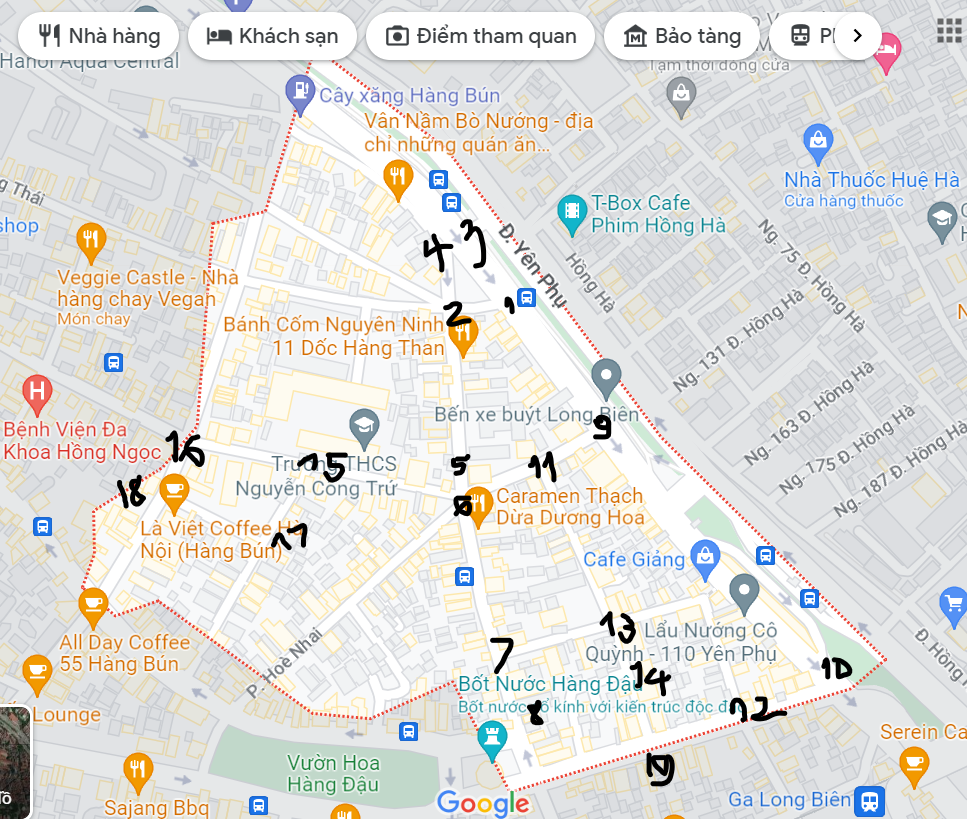 Nhà hàng
Khách sạn
Điểm tham quan
Bảo tàng
Hanoi Aqua Central
Tạm thời đóng cửa
Cây xăng Hàng Bún
Vân Nầm Bò Nướng - địa
chỉ những quán ăn...
Nhà Thuốc Huệ Hà
Cửa hàng thuốc
g Thái
shop
T-Box Cafe
Phim Hồng Hà
Đ. Yên Phụ
Hồng Hà
Ng. 75 Đ. Hồng Hà
4
3
Veggie Castle - Nhà
hàng chay Vegan
Món chay
1
2
Bánh Cốm Nguyên Ninh
11 Dốc Hàng Than
Ng. 131 Đ. Hồng Hà
H
Bến xe buýt Long Biên
9
Bệnh Viện Đa
Khoa Hồng Ngọc
16
Ng. 163 Đ. Hồng Hà
Ng. 175 Đ. Hồng Hà
Ng. 187 Đ. Hồng Hà
Trường THCS
Nguyễn Công Trứ
15
5
11
18
6
Caramen Thạch
Dừa Dương Hoa
Là Việt Coffee Hà
Nội (Hàng Bún)
17
Cafe Giảng
All Day Coffee
55 Hàng Bún
P. Hoè Nhai
13
Lẩu Nướng Cô
Quỳnh - 110 Yên Phụ
Đ. Hồng
7
14
10
Bốt Nước Hàng Đậu
Bốt nước cổ kính với kiến trúc độc đ
8
12
Lounge
Serein Ca
Vườn Hoa
Hàng Đậu
Sajang Bbq
Google
Ga Long Biên